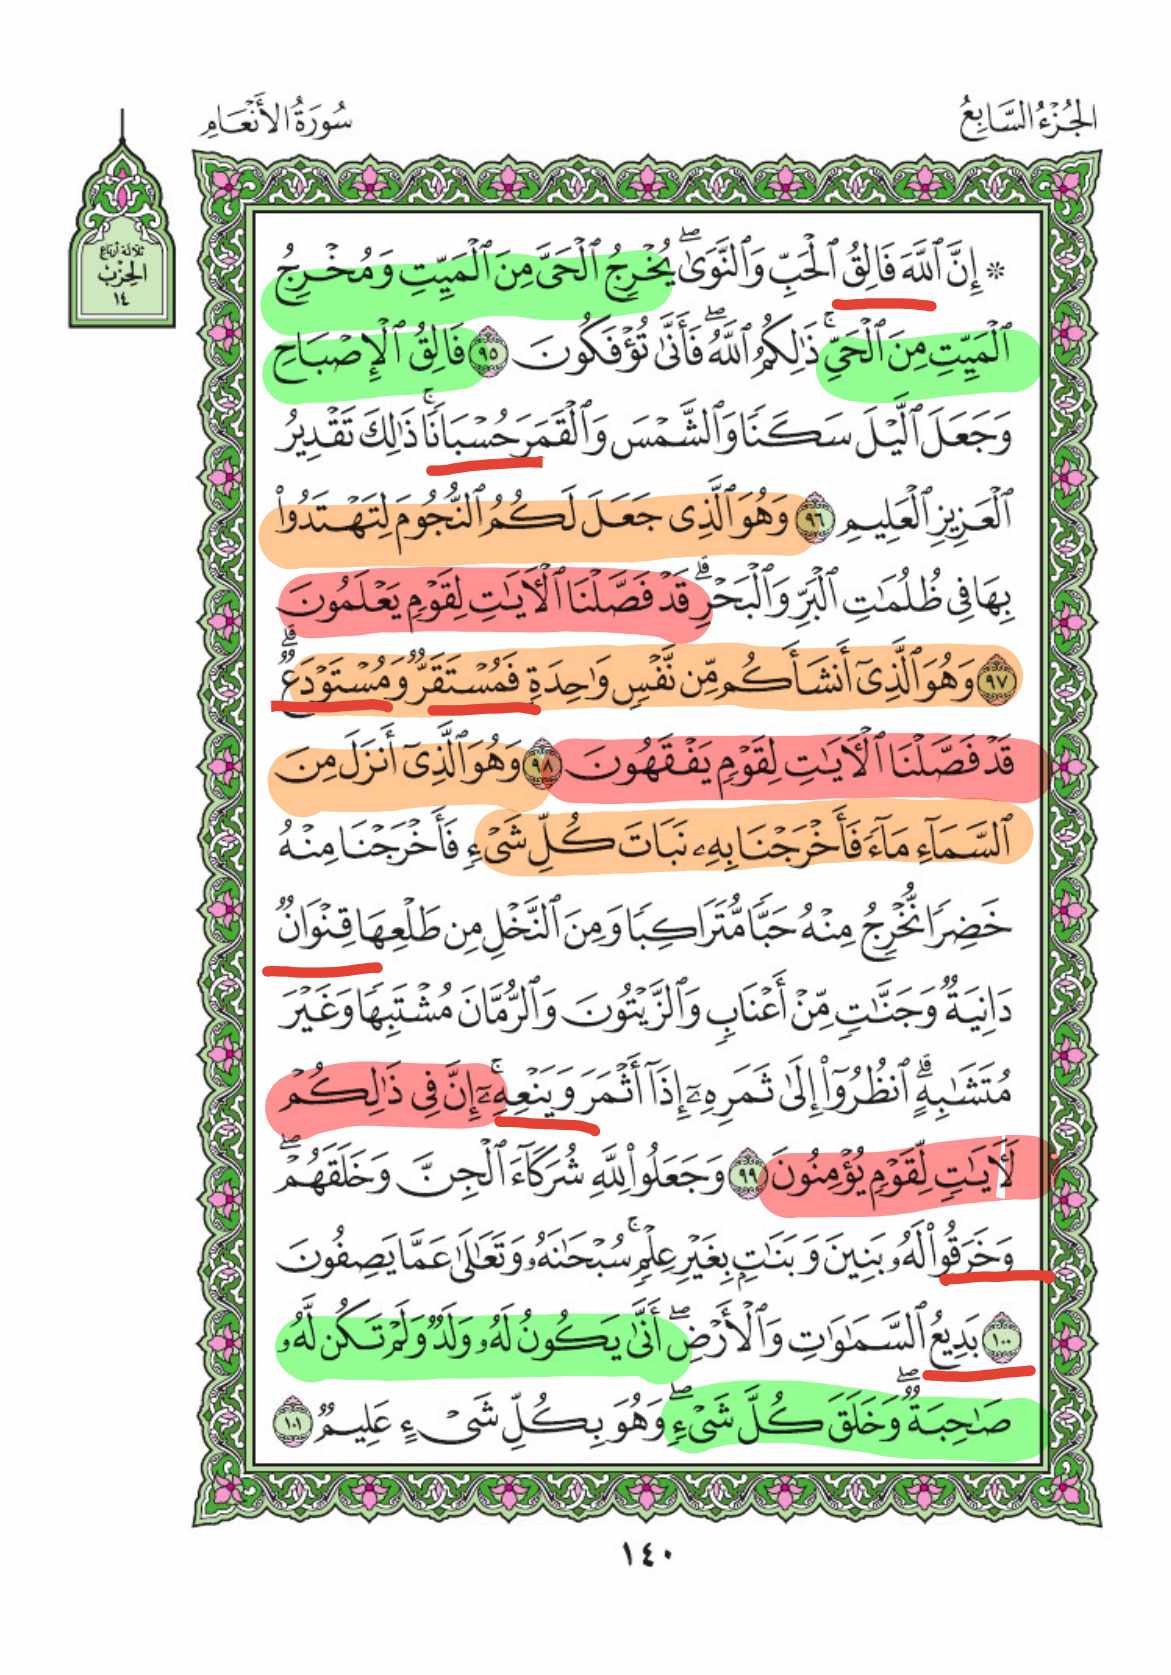 الجُزْءُ السَّابِعُ
سُورَةُ الأَنْعَامِ
ثلاثة أرباع
الحِزْب
١٤
۞ إِنَّ ٱللَّهَ فَالِقُ ٱلْحَبِّ وَٱلنَّوَىٰۖ يُخْرِجُ ٱلْحَىَّ مِنَ ٱلْمَيِّتِ وَمُخْرِجُ
ٱلْمَيِّتِ مِنَ ٱلْحَىِّۚ ذَٰلِكُمُ ٱللَّهُۖ فَأَنَّىٰ تُؤْفَكُونَ ٩٥ فَالِقُ ٱلْإِصْبَاحِ
وَجَعَلَ ٱلَّيْلَ سَكَنًا وَٱلشَّمْسَ وَٱلْقَمَرَ حُسْبَانًاۚ ذَٰلِكَ تَقْدِيرُ
ٱلْعَزِيزِ ٱلْعَلِيمِ ٩٦ وَهُوَ ٱلَّذِى جَعَلَ لَكُمُ ٱلنُّجُومَ لِتَهْتَدُوا۟
بِهَا فِى ظُلُمَٰتِ ٱلْبَرِّ وَٱلْبَحْرِۗ قَدْ فَصَّلْنَا ٱلْءَايَٰتِ لِقَوْمٍ يَعْلَمُونَ
٩٧ وَهُوَ ٱلَّذِىٓ أَنشَأَكُم مِّن نَّفْسٍ وَٰحِدَةٍ فَمُسْتَقَرٌّ وَمُسْتَوْدَعٌۗ
قَدْ فَصَّلْنَا ٱلْءَايَٰتِ لِقَوْمٍ يَفْقَهُونَ ٩٨ وَهُوَ ٱلَّذِىٓ أَنزَلَ مِنَ
ٱلسَّمَآءِ مَآءً فَأَخْرَجْنَا بِهِۦ نَبَاتَ كُلِّ شَىْءٍ فَأَخْرَجْنَا مِنْهُ
خَضِرًا نُّخْرِجُ مِنْهُ حَبًّا مُّتَرَاكِبًا وَمِنَ ٱلنَّخْلِ مِن طَلْعِهَا قِنْوَانٌ
دَانِيَةٌ وَجَنَّٰتٍ مِّنْ أَعْنَابٍ وَٱلزَّيْتُونَ وَٱلرُّمَّانَ مُشْتَبِهًا وَغَيْرَ
مُتَشَٰبِهٍۗ ٱنظُرُوٓا۟ إِلَىٰ ثَمَرِهِۦٓ إِذَآ أَثْمَرَ وَيَنْعِهِۦٓۚ إِنَّ فِى ذَٰلِكُمْ
لَءَايَٰتٍ لِّقَوْمٍ يُؤْمِنُونَ ٩٩ وَجَعَلُوا۟ لِلَّهِ شُرَكَآءَ ٱلْجِنَّ وَخَلَقَهُمْۖ
وَخَرَقُوا۟ لَهُۥ بَنِينَ وَبَنَٰتٍۭ بِغَيْرِ عِلْمٍۚ سُبْحَٰنَهُۥ وَتَعَٰلَىٰ عَمَّا يَصِفُونَ
١٠٠ بَدِيعُ ٱلسَّمَٰوَٰتِ وَٱلْأَرْضِۖ أَنَّىٰ يَكُونُ لَهُۥ وَلَدٌ وَلَمْ تَكُن لَّهُۥ
صَٰحِبَةٌۖ وَخَلَقَ كُلَّ شَىْءٍۖ وَهُوَ بِكُلِّ شَىْءٍ عَلِيمٌ ١٠١
١٤٠